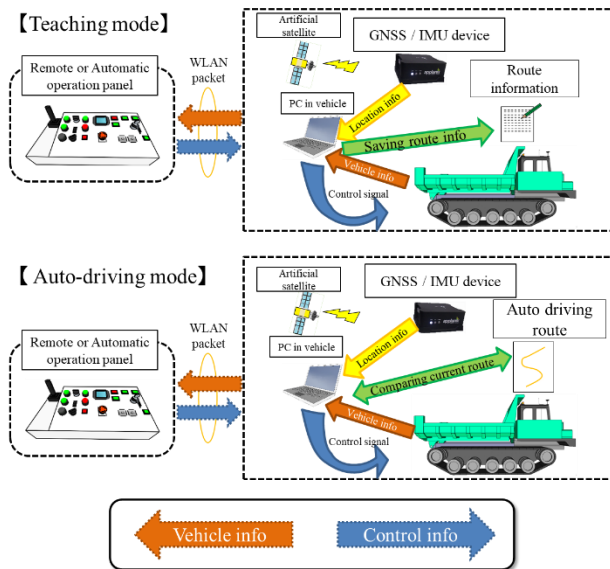 【Teaching mode】
Remote or Automatic
operation panel
WLAN
packet
Artificial
satellite
GNSS / IMU device
PC in vehicle
Location info
Route
information
Saving route info
Vehicle info
Control signal
【 Auto-driving mode】
Remote or Automatic
operation panel
WLAN
packet
Artificial
satellite
GNSS / IMU device
PC in vehicle
Location info
Auto driving
route
Comparing current route
Vehicle info
Control signal
Vehicle info
Control info